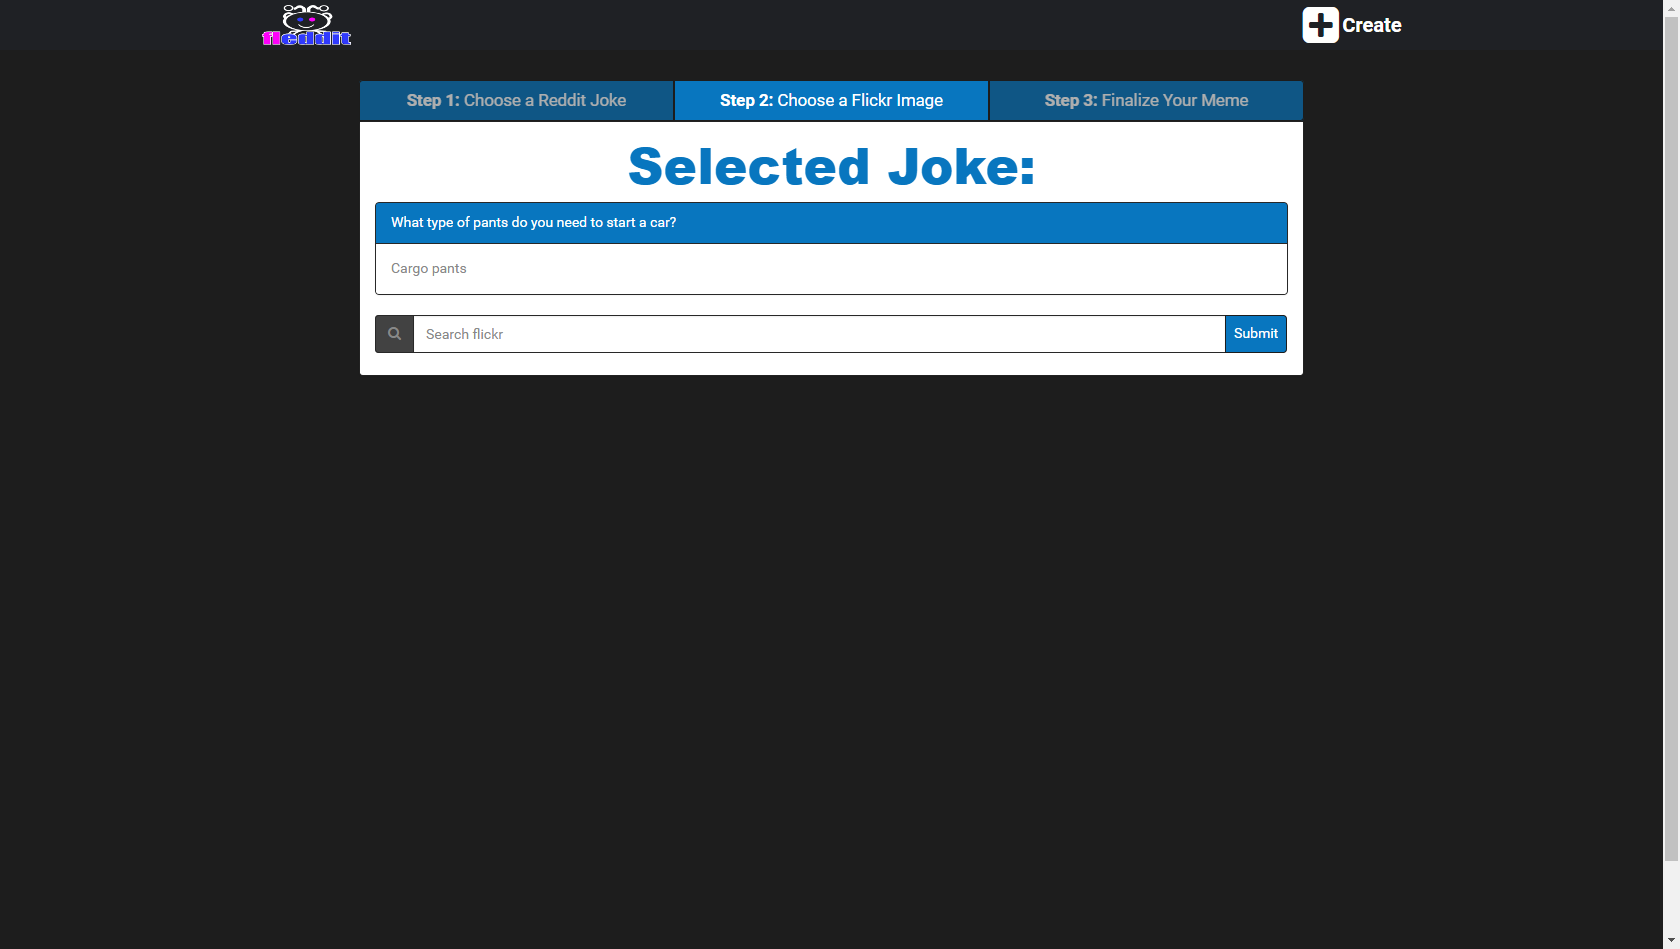 fleddit
Create
Step 1: Choose a Reddit Joke
Step 2: Choose a Flickr Image
Step 3: Finalize Your Meme
Selected Joke:
What type of pants do you need to start a car?
Cargo pants
Search flickr
Submit